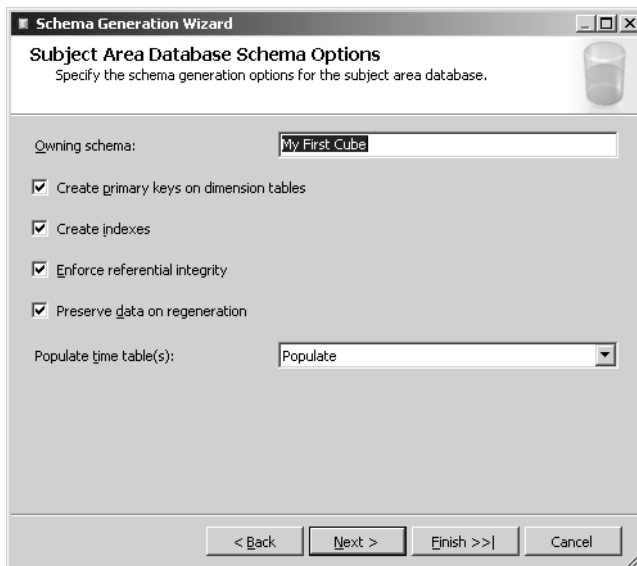 Schema Generation Wizard
Subject Area Database Schema Options
Specify the schema generation options for the subject area database.
Owning schema: My First Cube
Create primary keys on dimension tables
Create indexes
Enforce referential integrity
Preserve data on regeneration
Populate time table(s): Populate
< Back Next > Finish >>| Cancel